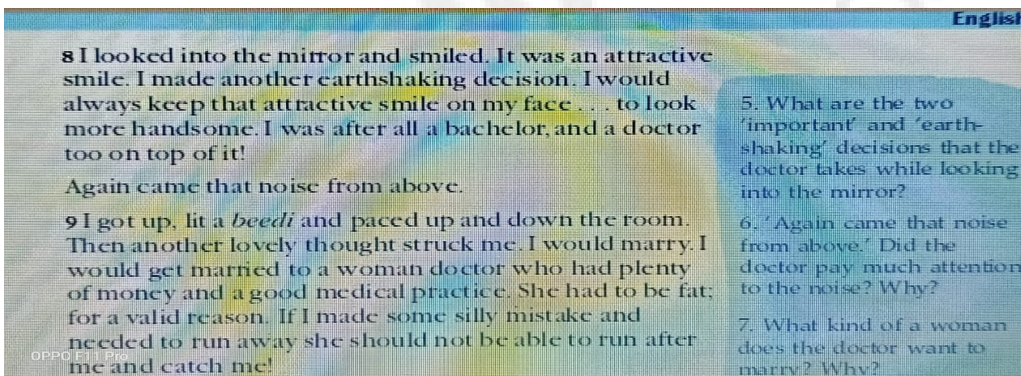 English
8 I looked into the mirror and smiled. It was an attractive
smile. I made another earthshaking decision. I would
always keep that attractive smile on my face . . . to look
more handsome. I was after all a bachelor, and a doctor
too on top of it!
Again came that noise from above.
9 I got up, lit a beedi and paced up and down the room.
Then another lovely thought struck me. I would marry. I
would get married to a woman doctor who had plenty
of money and a good medical practice. She had to be fat;
for a valid reason. If I made some silly mistake and
needed to run away she should not be able to run after
me and catch me!
5. What are the two
'important' and 'earth-
shaking' decisions that the
doctor takes while looking
into the mirror?
6. 'Again came that noise
from above.' Did the
doctor pay much attention
to the noise? Why?
7. What kind of a woman
does the doctor want to
marry? Why?
OPPO F11 Pro